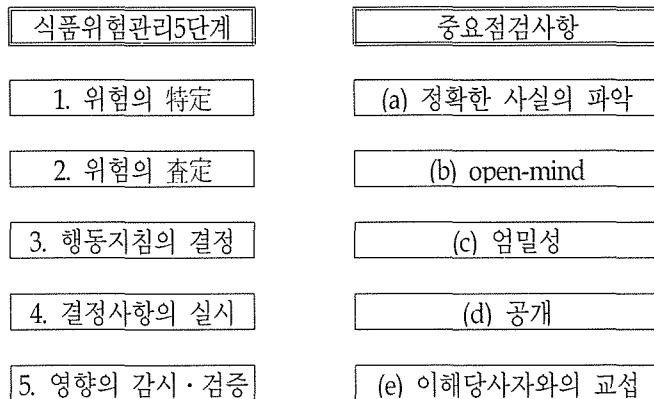 식품위험관리5단계
중요점검사항
1. 위험의 特定
(a) 정확한 사실의 파악
2. 위험의 査定
(b) open-mind
3. 행동지침의 결정
(c) 엄밀성
4. 결정사항의 실시
(d) 공개
5. 영향의 감시·검증
(e) 이해당사자와의 교섭